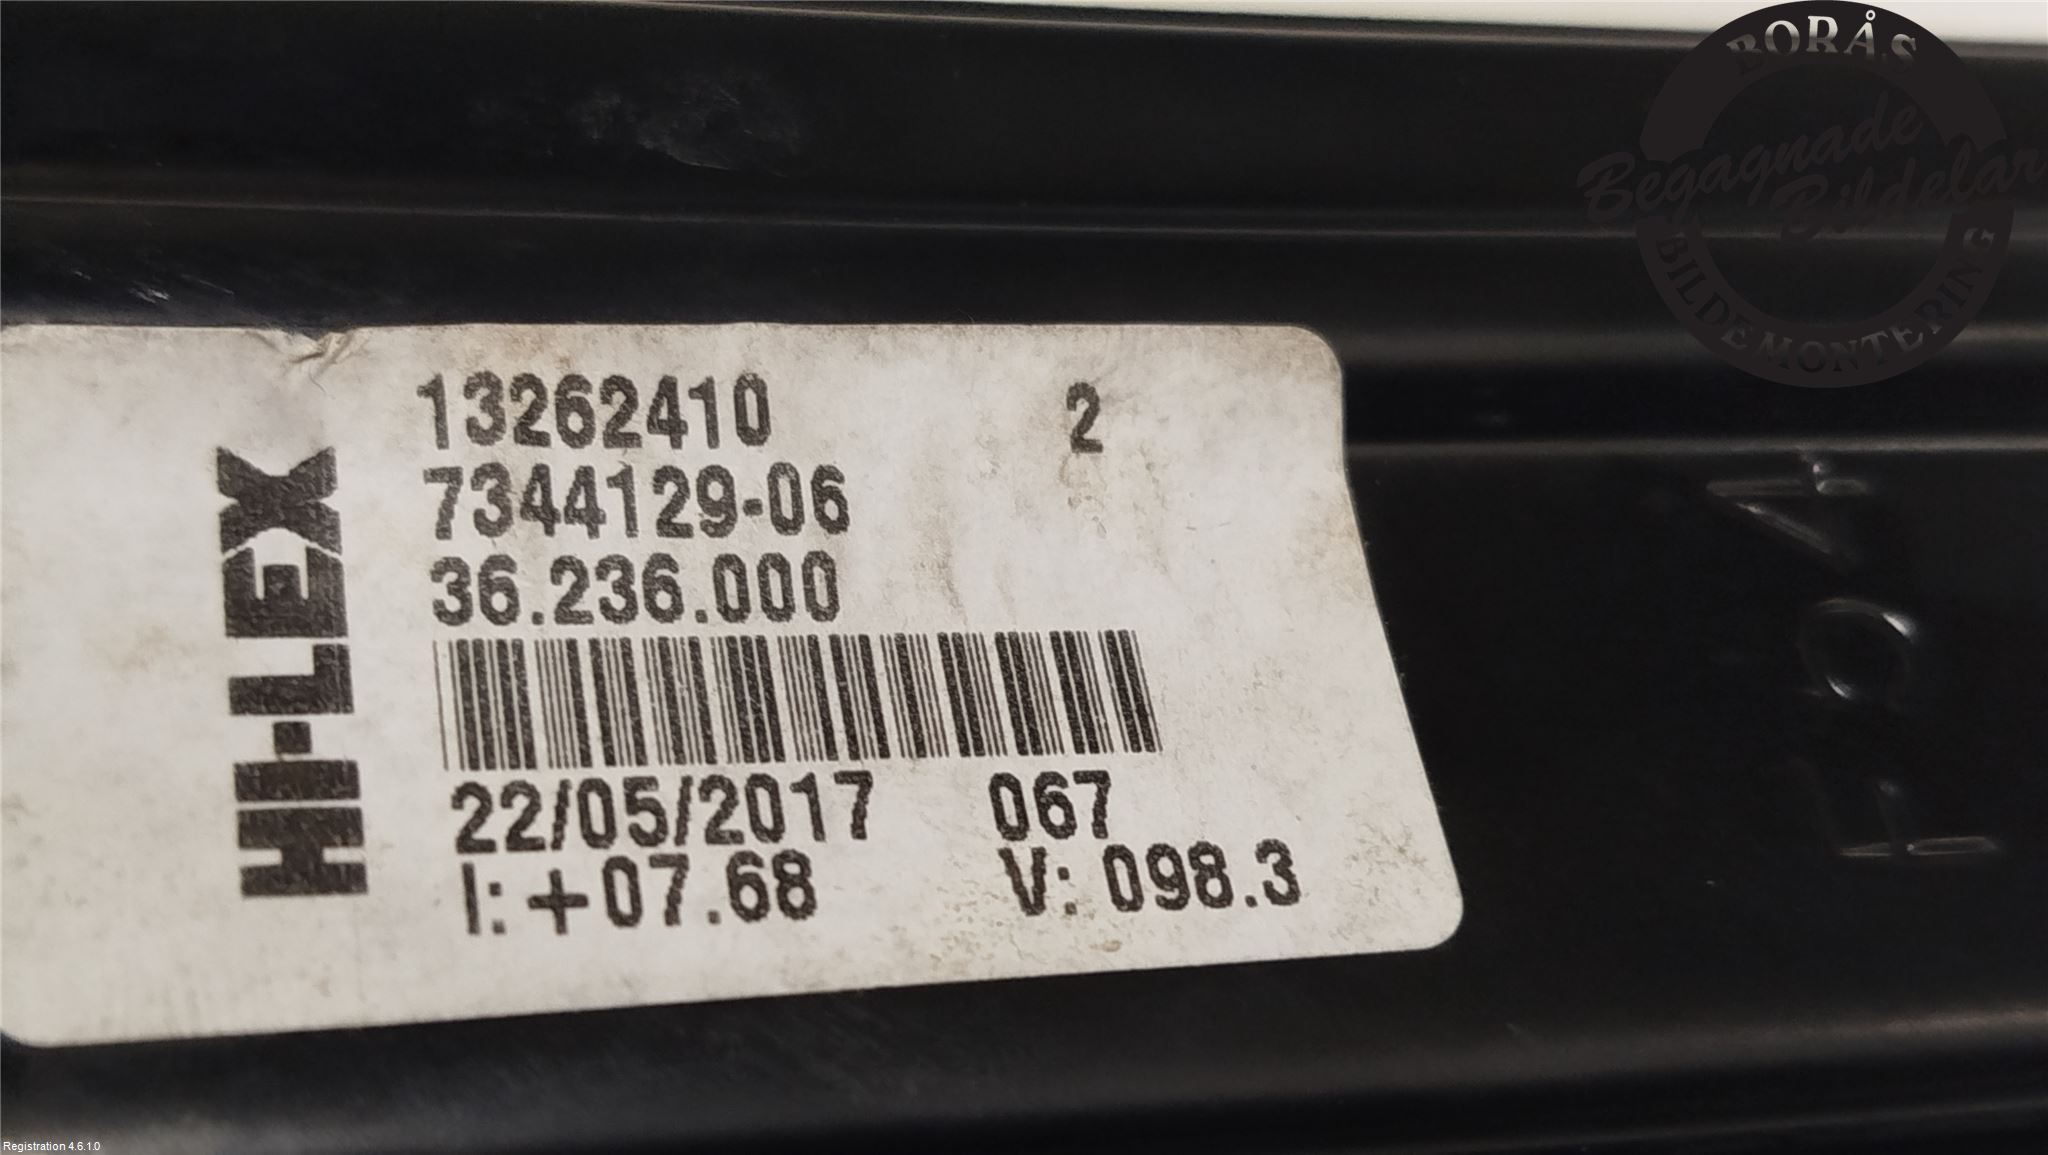 BORÅS
Begagnade
Bildelar
BILDEMONTERING
13262410 2
7344129-06
36.236.000
HI-LEX
22/05/2017 067
I: +07.68 V: 098.3
Registration 4.6.1.0